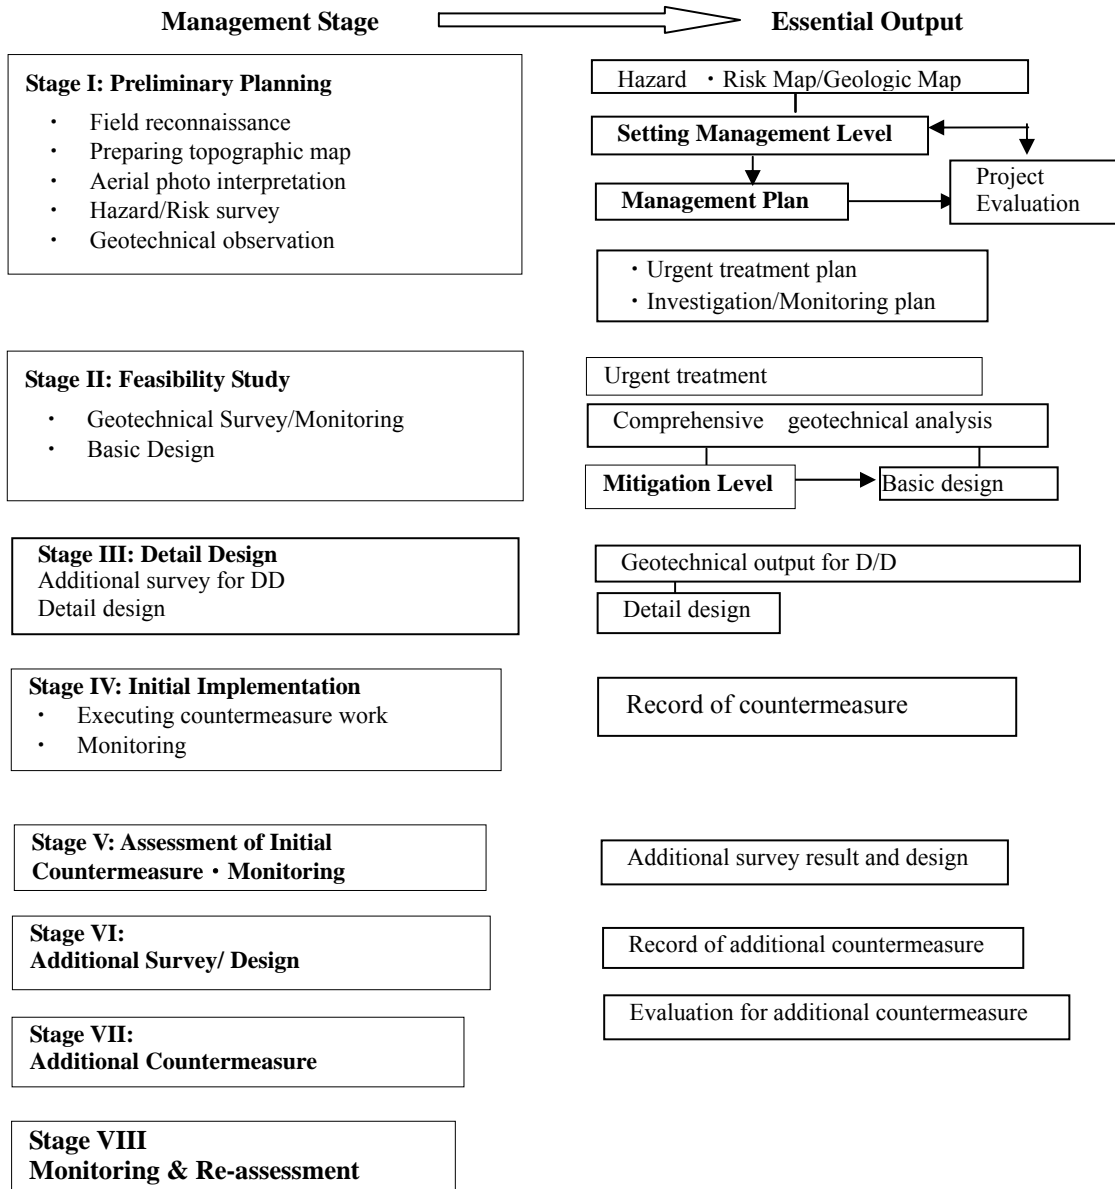 Management Stage
Essential Output
Stage I: Preliminary Planning
・ Field reconnaissance
・ Preparing topographic map
・ Aerial photo interpretation
・ Hazard/Risk survey
・ Geotechnical observation
Hazard ・Risk Map/Geologic Map
Setting Management Level
Management Plan
Project
Evaluation
・Urgent treatment plan
・Investigation/Monitoring plan
Stage II: Feasibility Study
・ Geotechnical Survey/Monitoring
・ Basic Design
Urgent treatment
Comprehensive geotechnical analysis
Mitigation Level
Basic design
Stage III: Detail Design
Additional survey for DD
Detail design
Geotechnical output for D/D
Detail design
Stage IV: Initial Implementation
・ Executing countermeasure work
・ Monitoring
Record of countermeasure
Stage V: Assessment of Initial
Countermeasure・Monitoring
Additional survey result and design
Stage VI:
Additional Survey/ Design
Record of additional countermeasure
Evaluation for additional countermeasure
Stage VII:
Additional Countermeasure
Stage VIII
Monitoring & Re-assessment